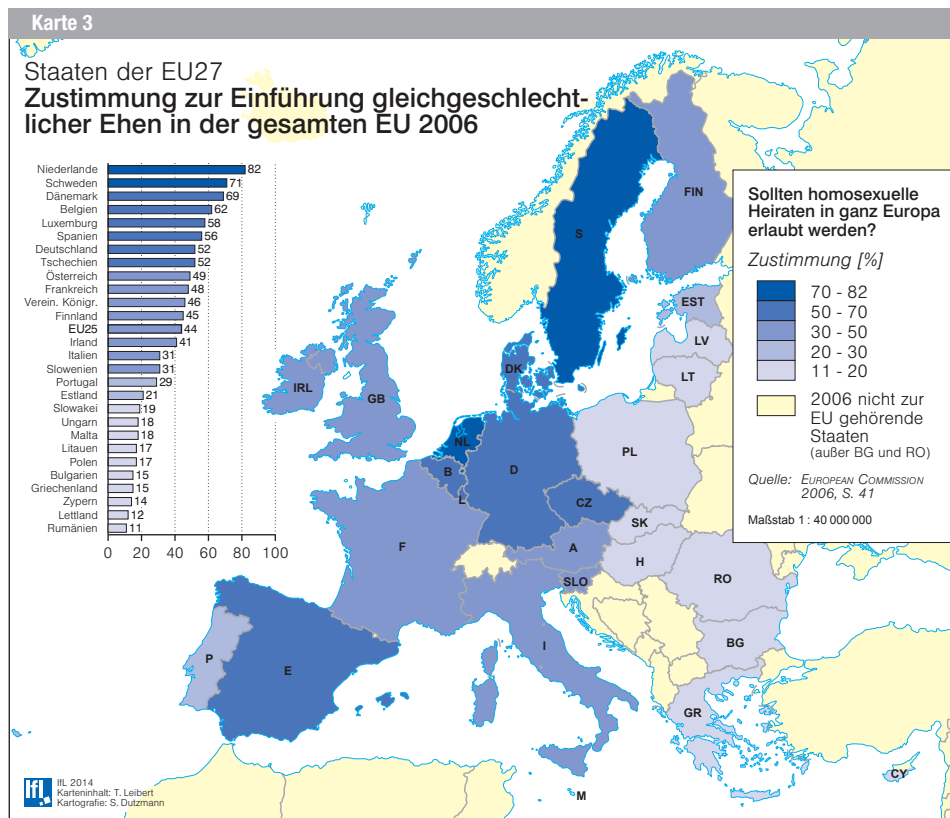 Karte 3
Staaten der EU27
Zustimmung zur Einführung gleichgeschlecht-
licher Ehen in der gesamten EU 2006
Niederlande 82
Schweden 71
Dänemark 69
Belgien 62
Luxemburg 58
Spanien 56
Deutschland 52
Tschechien 52
Österreich 49
Frankreich 48
Verein. Königr. 46
Finnland 45
EU25 44
Irland 41
Italien 31
Slowenien 31
Portugal 29
Estland 21
Slowakei 19
Ungarn 18
Malta 18
Litauen 17
Polen 17
Bulgarien 15
Griechenland 15
Zypern 14
Lettland 12
Rumänien 11
0 20 40 60 80 100
Sollten homosexuelle
Heiraten in ganz Europa
erlaubt werden?
Zustimmung [%]
70 - 82
50 - 70
30 - 50
20 - 30
11 - 20
2006 nicht zur
EU gehörende
Staaten
(außer BG und RO)
Quelle: EUROPEAN COMMISSION
2006, S. 41
Maßstab 1 : 40 000 000
FIN
S
EST
LV
LT
DK
IRL
GB
NL
PL
B
D
L
CZ
SK
F
A
H
SLO
RO
I
BG
P
E
GR
CY
M
ifL
IfL 2014
Karteninhalt: T. Leibert
Kartografie: S. Dutzmann